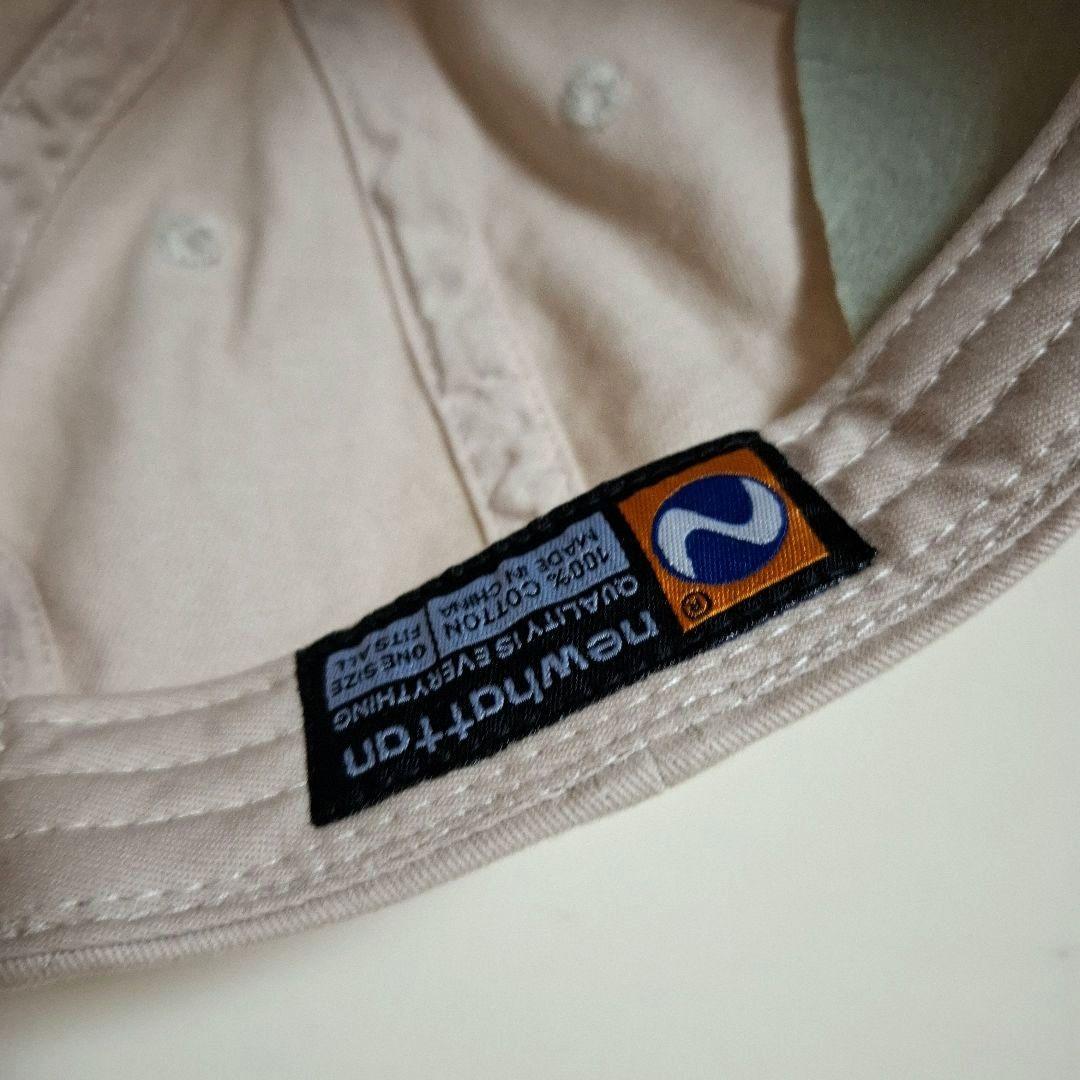 ®
newhattan
QUALITY IS EVERYTHING
100% COTTON
MADE IN CHINA
ONE SIZE
FITS ALL